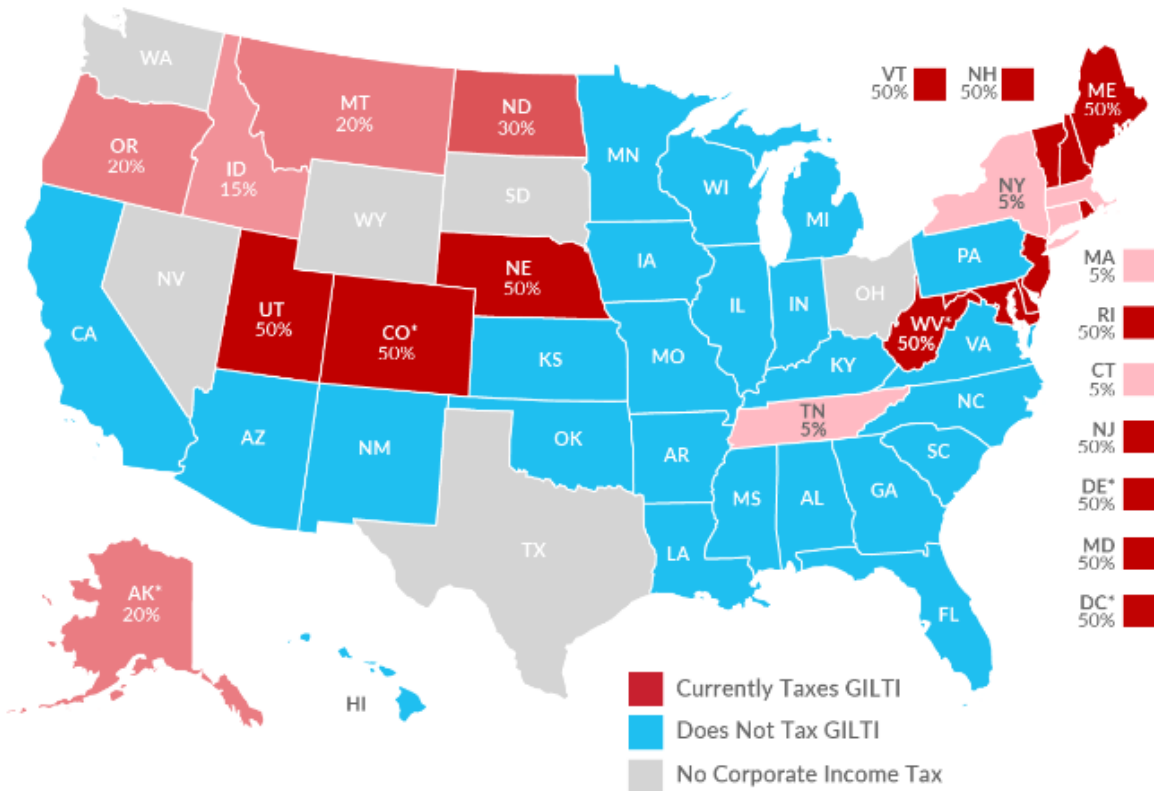 WA
VT
50%
NH
50%
ME
50%
MT
20%
ND
30%
OR
20%
ID
15%
MN
WI
MI
NY
5%
SD
WY
IA
NE
50%
PA
MA
5%
NV
UT
50%
CO*
50%
IL
IN
OH
RI
50%
CA
KS
MO
KY
WV*
50%
VA
CT
5%
TN
5%
NC
NJ
50%
AZ
NM
OK
AR
SC
DE*
50%
MS
AL
GA
TX
LA
MD
50%
AK*
20%
FL
DC*
50%
HI
Currently Taxes GILTI
Does Not Tax GILTI
No Corporate Income Tax